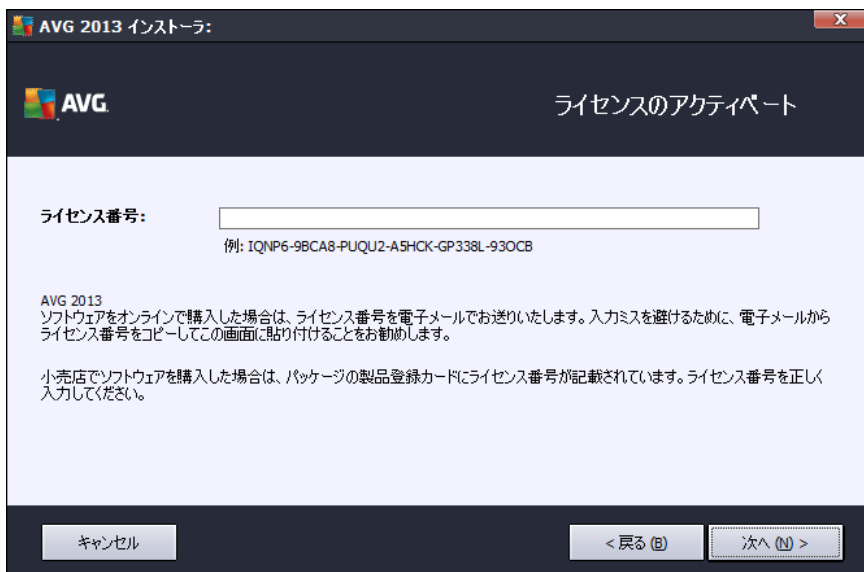 AVG 2013 インストーラ:
AVG.
ライセンスのアクティベート
ライセンス番号:
例: IQNP6-9BCA8-PUQU2-A5HCK-GP338L-93OCB
AVG 2013
ソフトウェアをオンラインで購入した場合は、ライセンス番号を電子メールでお送りいたします。入力ミスを避けるために、電子メールから
ライセンス番号をコピーしてこの画面に貼り付けることをお勧めします。
小売店でソフトウェアを購入した場合は、パッケージの製品登録カードにライセンス番号が記載されています。ライセンス番号を正しく
入力してください。
キャンセル
< 戻る (B)
次へ (N) >